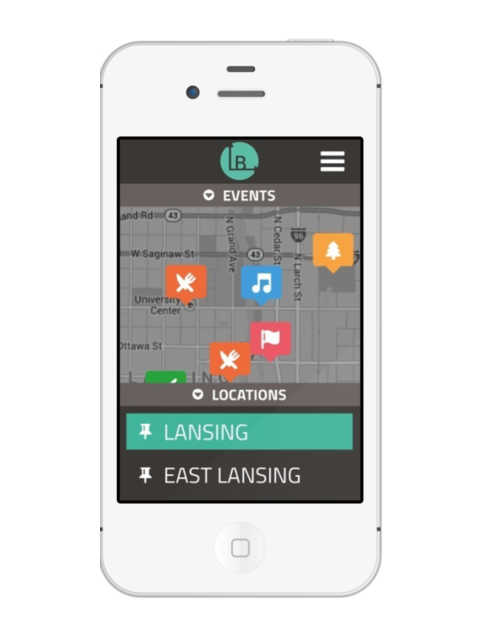 LB
EVENTS
and Rd 43
N Grand Ave
N Cedar St
96
W Saginaw St
43
N Larch St
University
Center
Ottawa St
LOCATIONS
LANSING
EAST LANSING